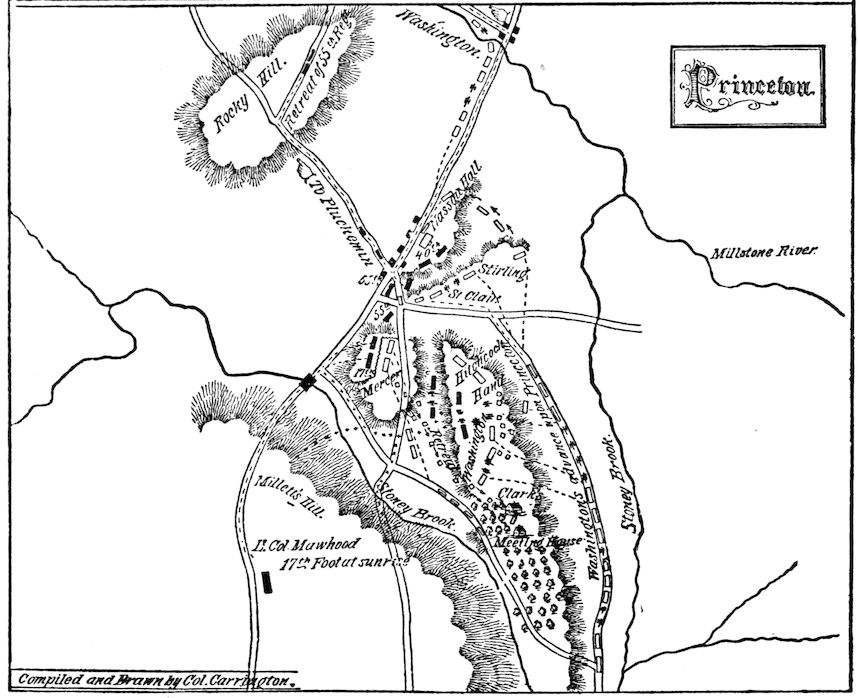 Washington.
Princeton.
Rocky Hill.
Retreat of 55th Reg.
To Pluckemin
Nassau Hall
40th
Millstone River.
Stirling
55th
St Clair
55th
17th
Mercer
Hitchcock
Hand
Washington
Retreat
Washington's advance upon Princeton
Stoney Brook.
Millett's Hill.
Stoney Brook.
Clark
Meeting House
Lt. Col. Mawhood
17th Foot at sunrise
Compiled and Drawn by Col. Carrington.